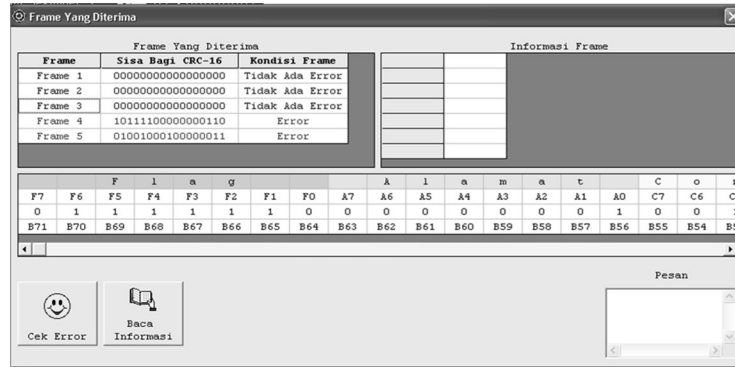 Frame Yang Diterima
Frame Yang Diterima
Frame Sisa Bagi CRC-16 Kondisi Frame
Frame 1 0000000000000000 Tidak Ada Error
Frame 2 0000000000000000 Tidak Ada Error
Frame 3 0000000000000000 Tidak Ada Error
Frame 4 1011110000000110 Error
Frame 5 0100100010000011 Error
Informasi Frame
F l a g A l a m a t C o
F7 F6 F5 F4 F3 F2 F1 F0 A7 A6 A5 A4 A3 A2 A1 A0 C7 C6
0 1 1 1 1 1 1 0 0 0 0 0 0 0 0 1 0 0
B71 B70 B69 B68 B67 B66 B65 B64 B63 B62 B61 B60 B59 B58 B57 B56 B55 B54
Cek Error
Baca
Informasi
Pesan